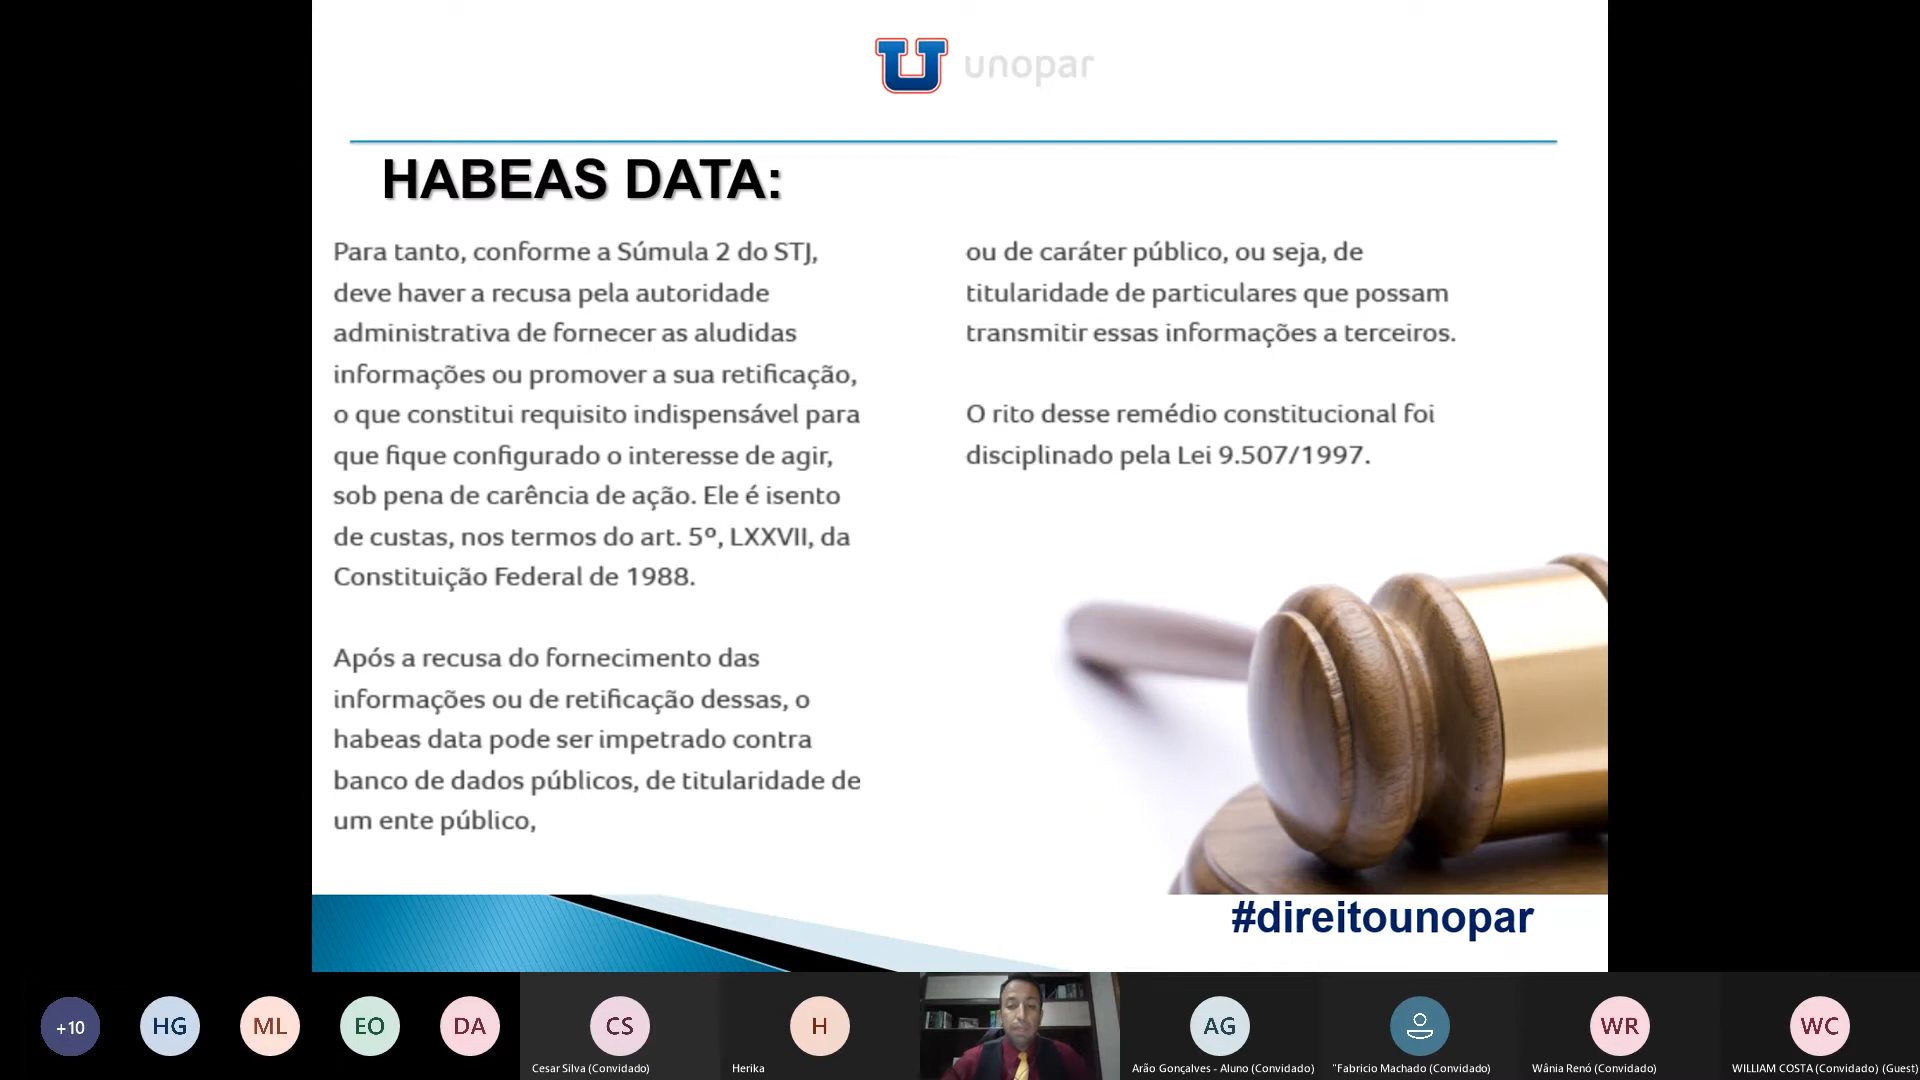 unopar
HABEAS DATA:
Para tanto, conforme a Súmula 2 do STJ,
deve haver a recusa pela autoridade
administrativa de fornecer as aludidas
informações ou promover a sua retificação,
o que constitui requisito indispensável para
que fique configurado o interesse de agir,
sob pena de carência de ação. Ele é isento
de custas, nos termos do art. 5º, LXXVII, da
Constituição Federal de 1988.
Após a recusa do fornecimento das
informações ou de retificação dessas, o
habeas data pode ser impetrado contra
banco de dados públicos, de titularidade de
um ente público,
ou de caráter público, ou seja, de
titularidade de particulares que possam
transmitir essas informações a terceiros.
O rito desse remédio constitucional foi
disciplinado pela Lei 9.507/1997.
#direitounopar
+10
HG
ML
EO
DA
CS
Cesar Silva (Convidado)
H
Herika
AG
Arão Gonçalves - Aluno (Convidado)
"Fabricio Machado (Convidado)
WR
Wânia Renó (Convidado)
WC
WILLIAM COSTA (Convidado) (Guest)